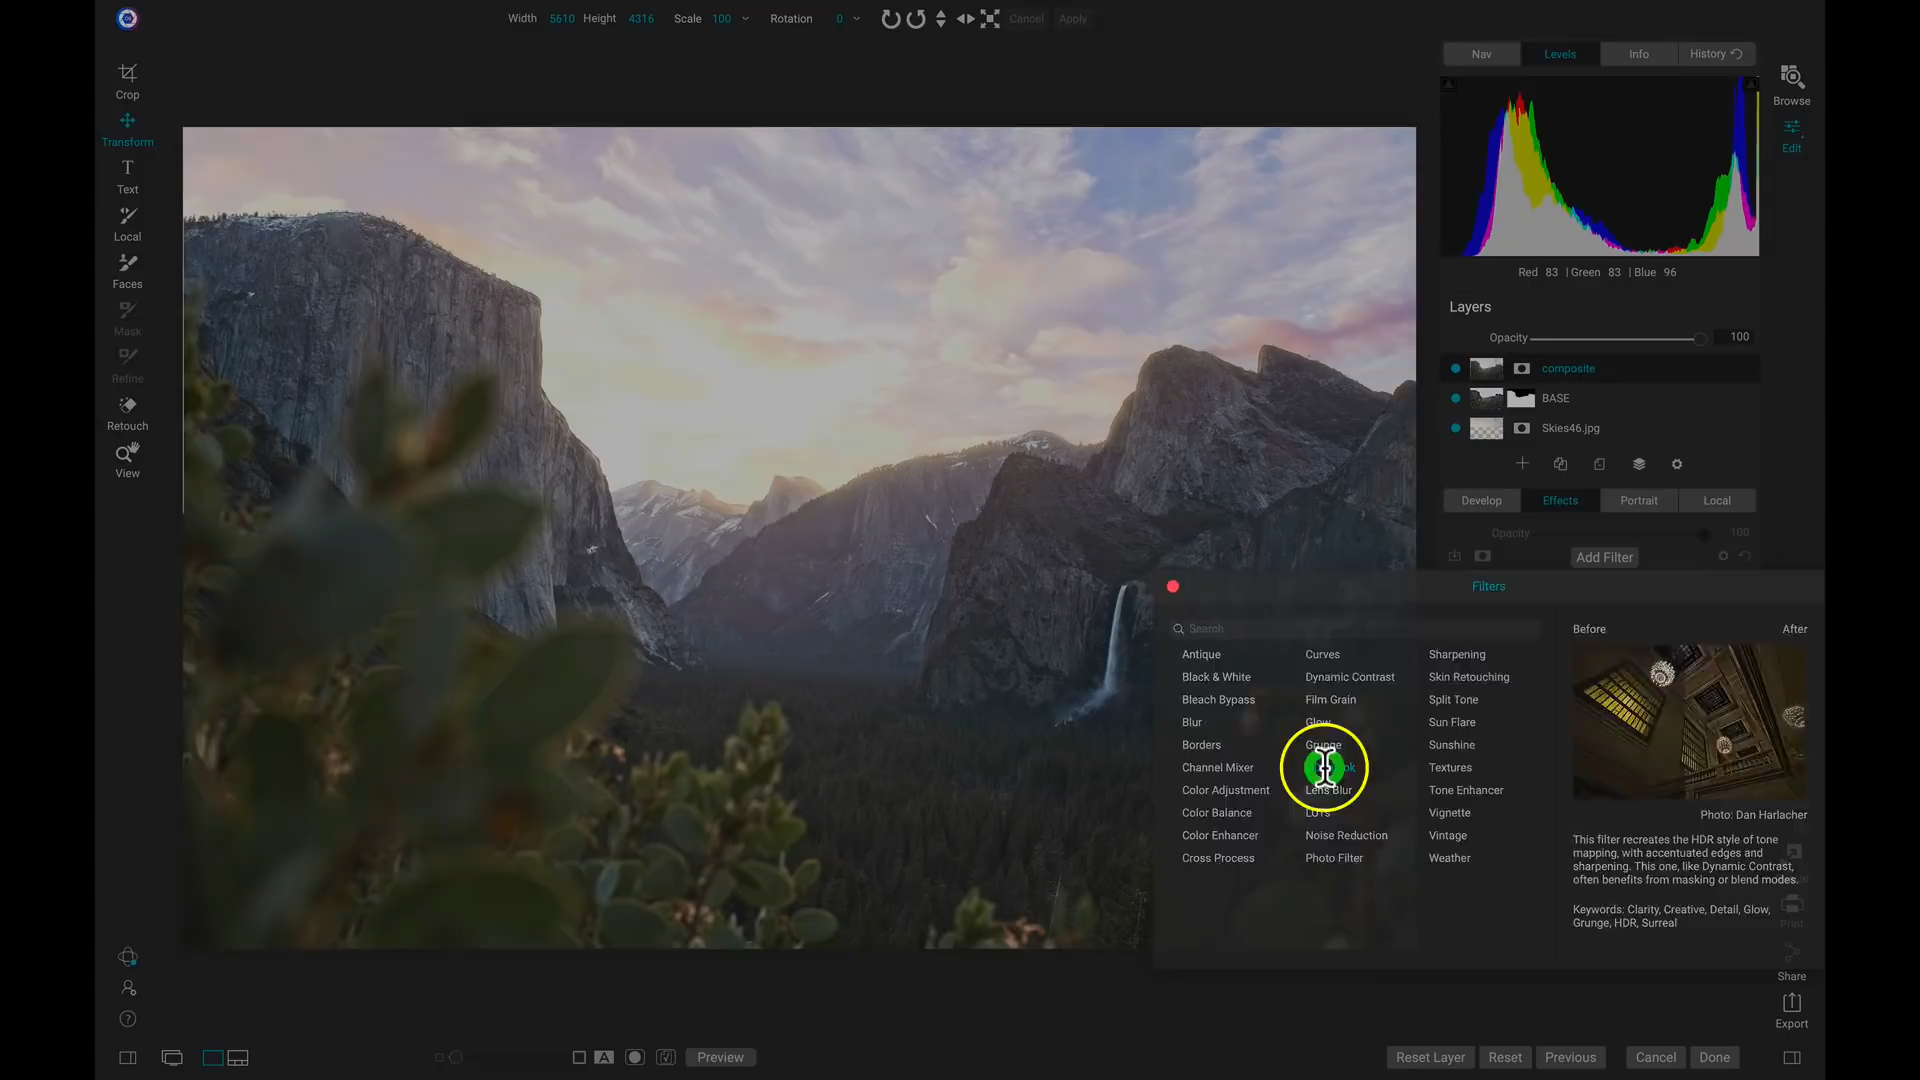 Width 5610 Height 4316 Scale 100 Rotation 0 Cancel Apply
Nav Levels Info History
Browse
Edit
Crop
Transform
Text
Local
Faces
Mask
Refine
Retouch
View
Red 83 | Green 83 | Blue 96
Layers
Opacity 100
composite
BASE
Skies46.jpg
Develop Effects Portrait Local
Opacity 100
Add Filter
Filters
Search
Antique Curves Sharpening
Black & White Dynamic Contrast Skin Retouching
Bleach Bypass Film Grain Split Tone
Blur Glow Sun Flare
Borders Grunge Sunshine
Channel Mixer Textures
Color Adjustment Lens Blur Tone Enhancer
Color Balance LUTs Vignette
Color Enhancer Noise Reduction Vintage
Cross Process Photo Filter Weather
Before After
Photo: Dan Harlacher
This filter recreates the HDR style of tone
mapping, with accentuated edges and
sharpening. This one, like Dynamic Contrast,
often benefits from masking or blend modes.
Keywords: Clarity, Creative, Detail, Glow,
Grunge, HDR, Surreal
Print
Share
Export
A Preview
Reset Layer Reset Previous Cancel Done